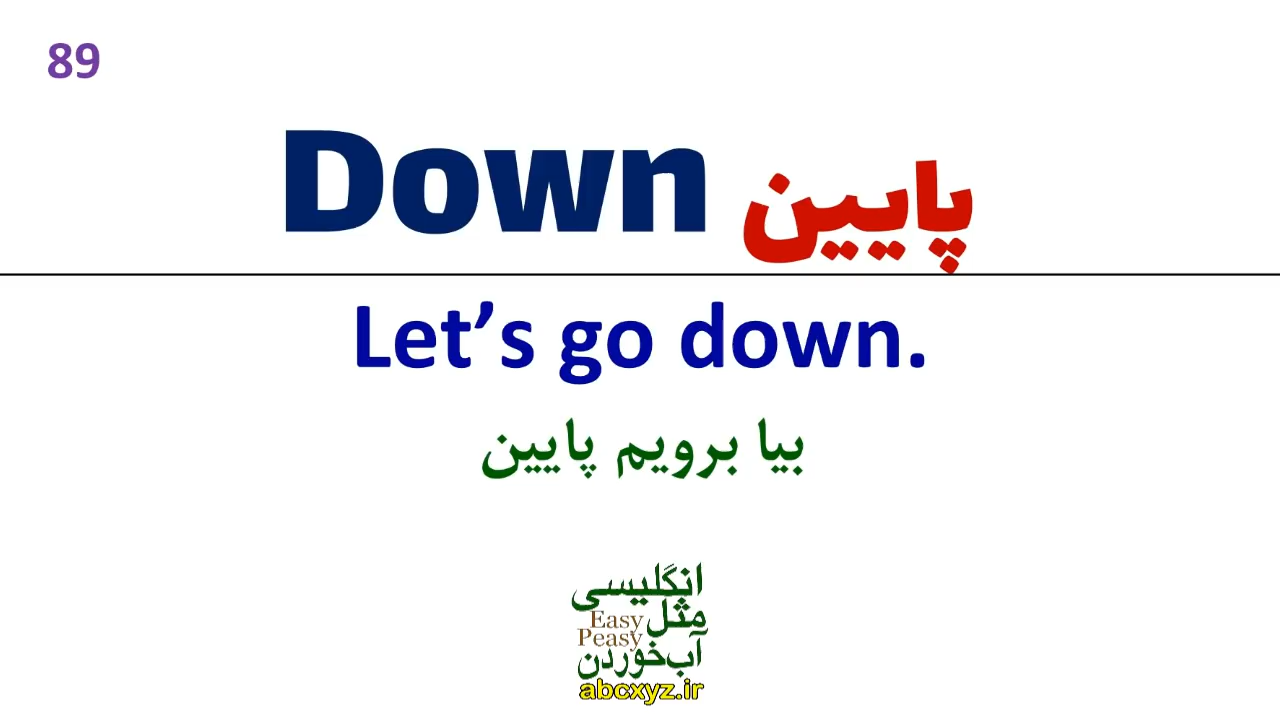 89
Down پایین
Let’s go down.
بیا برویم پایین
انگلیسی
مثل
Easy
Peasy
آب‌خوردن
abcxyz.ir